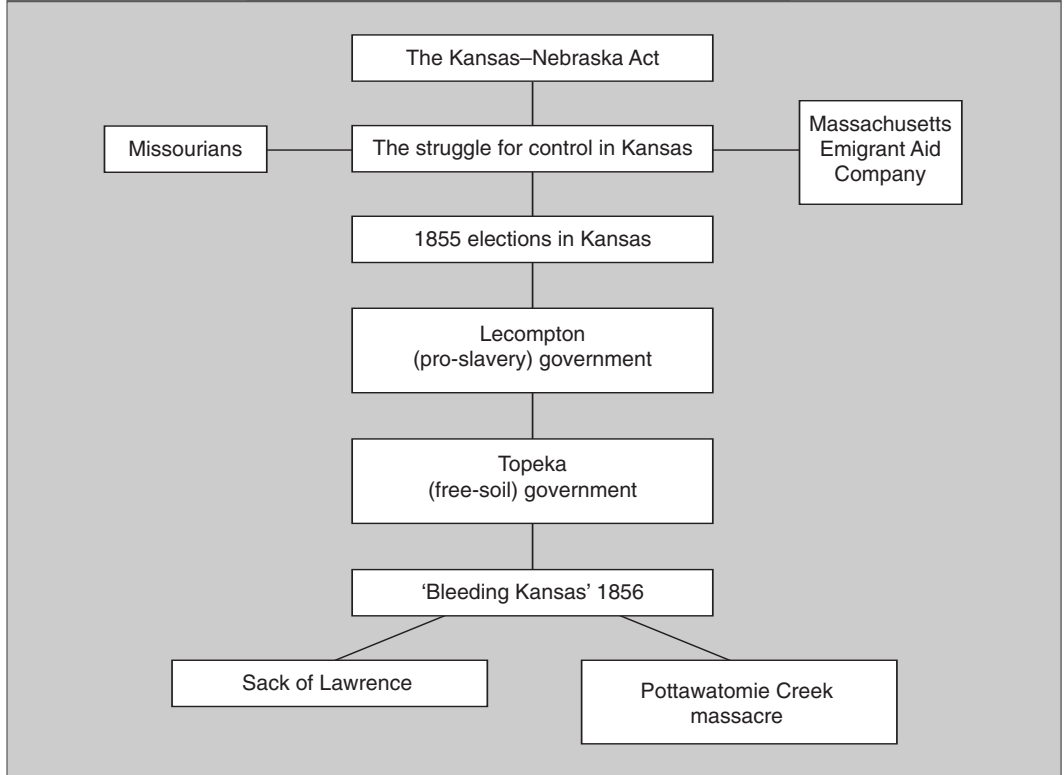 The Kansas–Nebraska Act
Missourians
The struggle for control in Kansas
Massachusetts
Emigrant Aid
Company
1855 elections in Kansas
Lecompton
(pro-slavery) government
Topeka
(free-soil) government
‘Bleeding Kansas’ 1856
Sack of Lawrence
Pottawatomie Creek
massacre